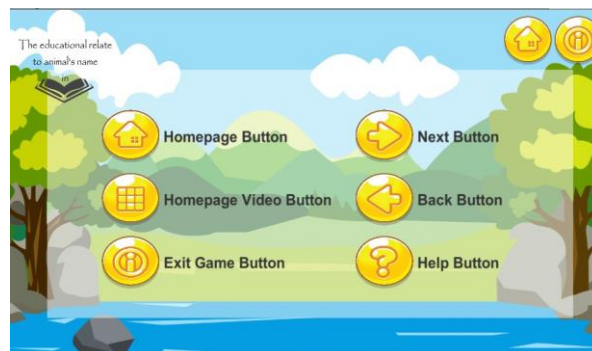 The educational relate
to animal's name
in
Homepage Button
Next Button
Homepage Video Button
Back Button
Exit Game Button
Help Button